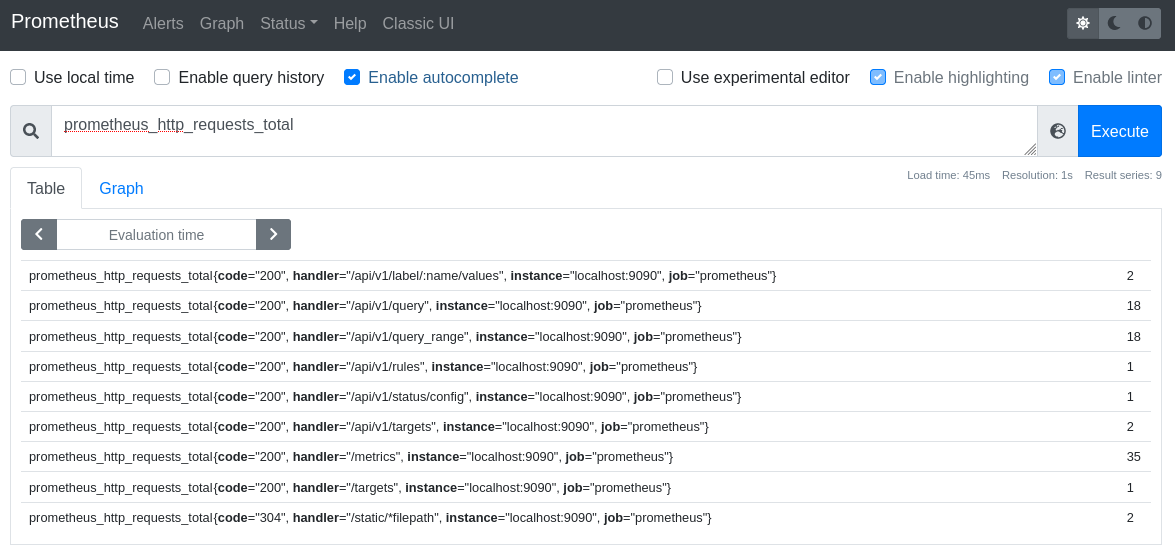 Prometheus Alerts Graph Status Help Classic UI
Use local time Enable query history Enable autocomplete Use experimental editor Enable highlighting Enable linter
prometheus_http_requests_total Execute
Table Graph Load time: 45ms Resolution: 1s Result series: 9
Evaluation time
prometheus_http_requests_total{code="200", handler="/api/v1/label/:name/values", instance="localhost:9090", job="prometheus"} 2
prometheus_http_requests_total{code="200", handler="/api/v1/query", instance="localhost:9090", job="prometheus"} 18
prometheus_http_requests_total{code="200", handler="/api/v1/query_range", instance="localhost:9090", job="prometheus"} 18
prometheus_http_requests_total{code="200", handler="/api/v1/rules", instance="localhost:9090", job="prometheus"} 1
prometheus_http_requests_total{code="200", handler="/api/v1/status/config", instance="localhost:9090", job="prometheus"} 1
prometheus_http_requests_total{code="200", handler="/api/v1/targets", instance="localhost:9090", job="prometheus"} 2
prometheus_http_requests_total{code="200", handler="/metrics", instance="localhost:9090", job="prometheus"} 35
prometheus_http_requests_total{code="200", handler="/targets", instance="localhost:9090", job="prometheus"} 1
prometheus_http_requests_total{code="304", handler="/static/*filepath", instance="localhost:9090", job="prometheus"} 2